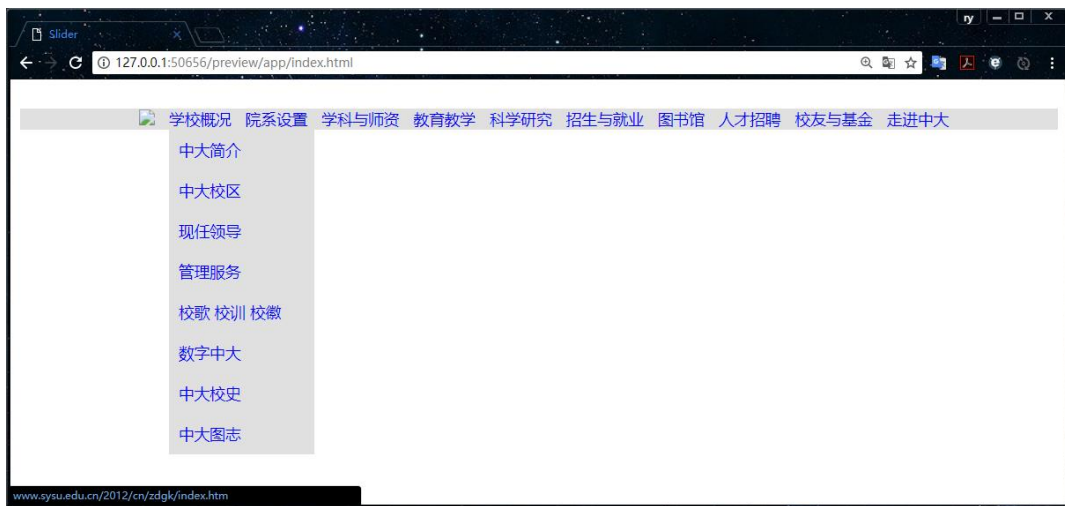 ry
Slider
127.0.0.1:50656/preview/app/index.html
学校概况 院系设置 学科与师资 教育教学 科学研究 招生与就业 图书馆 人才招聘 校友与基金 走进中大
中大简介
中大校区
现任领导
管理服务
校歌 校训 校徽
数字中大
中大校史
中大图志
www.sysu.edu.cn/2012/cn/zdgk/index.htm